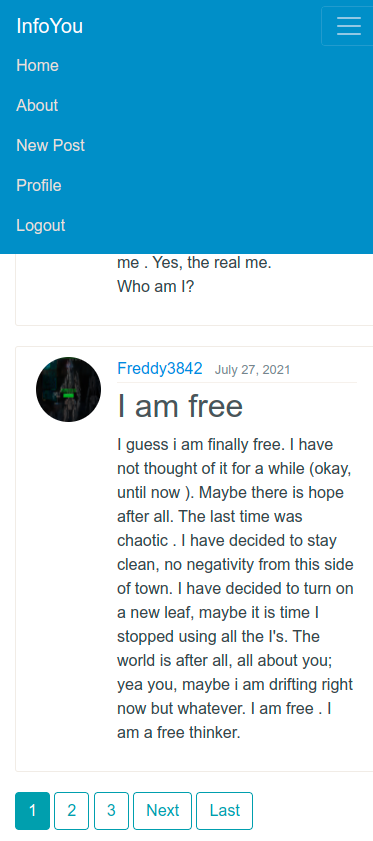 InfoYou
Home
About
New Post
Profile
Logout
me . Yes, the real me.
Who am I?
Freddy3842 July 27, 2021
I am free
I guess i am finally free. I have
not thought of it for a while (okay,
until now ). Maybe there is hope
after all. The last time was
chaotic . I have decided to stay
clean, no negativity from this side
of town. I have decided to turn on
a new leaf, maybe it is time I
stopped using all the I's. The
world is after all, all about you;
yea you, maybe i am drifting right
now but whatever. I am free . I
am a free thinker.
1 2 3 Next Last